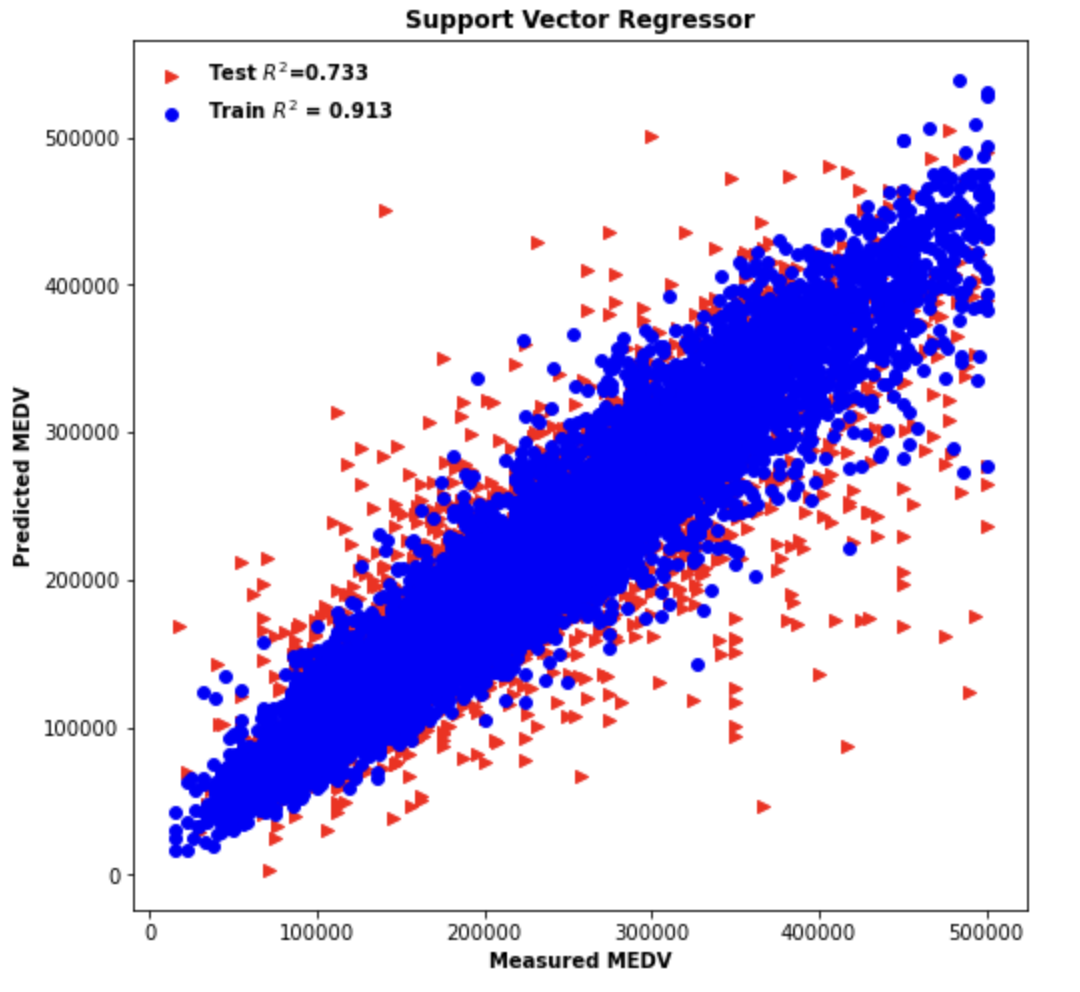 Support Vector Regressor
Test R²=0.733
Train R² = 0.913
500000
400000
300000
200000
100000
0
Predicted MEDV
0 100000 200000 300000 400000 500000
Measured MEDV